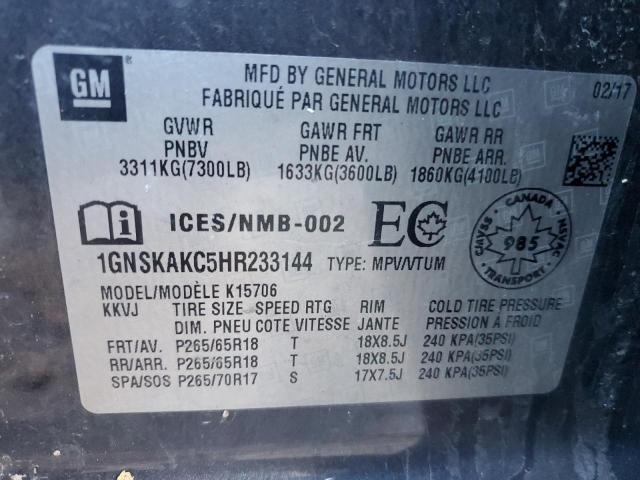 GM
MFD BY GENERAL MOTORS LLC
FABRIQUÉ PAR GENERAL MOTORS LLC
02/17
GVWR GAWR FRT GAWR RR
PNBV PNBE AV. PNBE ARR.
3311KG(7300LB) 1633KG(3600LB) 1860KG(4100LB)
ICES/NMB-002 EC
CANADA
CMVSS 985 NSVAC
TRANSPORT
1GNSKAKC5HR233144 TYPE: MPV/VTUM
MODEL/MODÈLE K15706
KKVJ TIRE SIZE SPEED RTG RIM COLD TIRE PRESSURE
DIM. PNEU COTE VITESSE JANTE PRESSION À FROID
FRT/AV. P265/65R18 T 18X8.5J 240 KPA(35PSI)
RR/ARR. P265/65R18 T 18X8.5J 240 KPA(35PSI)
SPA/SOS P265/70R17 S 17X7.5J 240 KPA(35PSI)